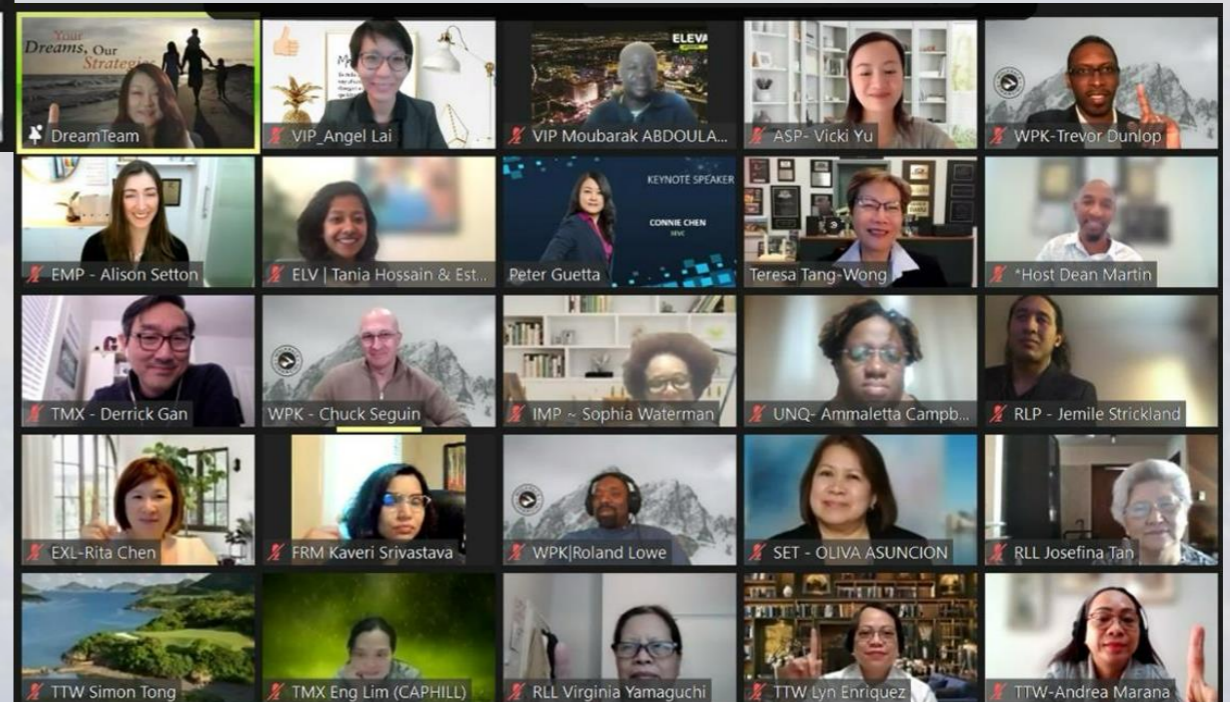 Your
Dreams, Our
Strategies
DreamTeam
VIP_Angel Lai
ELEVA
VIP Moubarak ABDOULA...
ASP- Vicki Yu
WPK-Trevor Dunlop
EMP - Alison Setton
ELV | Tania Hossain & Est...
KEYNOTE SPEAKER
CONNIE CHEN
Peter Guetta
Teresa Tang-Wong
*Host Dean Martin
TMX - Derrick Gan
WPK - Chuck Seguin
IMP ~ Sophia Waterman
UNQ- Ammaletta Campb...
RLP - Jemile Strickland
EXL-Rita Chen
FRM Kaveri Srivastava
WPK|Roland Lowe
SET - OLIVA ASUNCION
RLL Josefina Tan
TTW Simon Tong
TMX Eng Lim (CAPHILL)
RLL Virginia Yamaguchi
TTW Lyn Enriquez
TTW-Andrea Marana